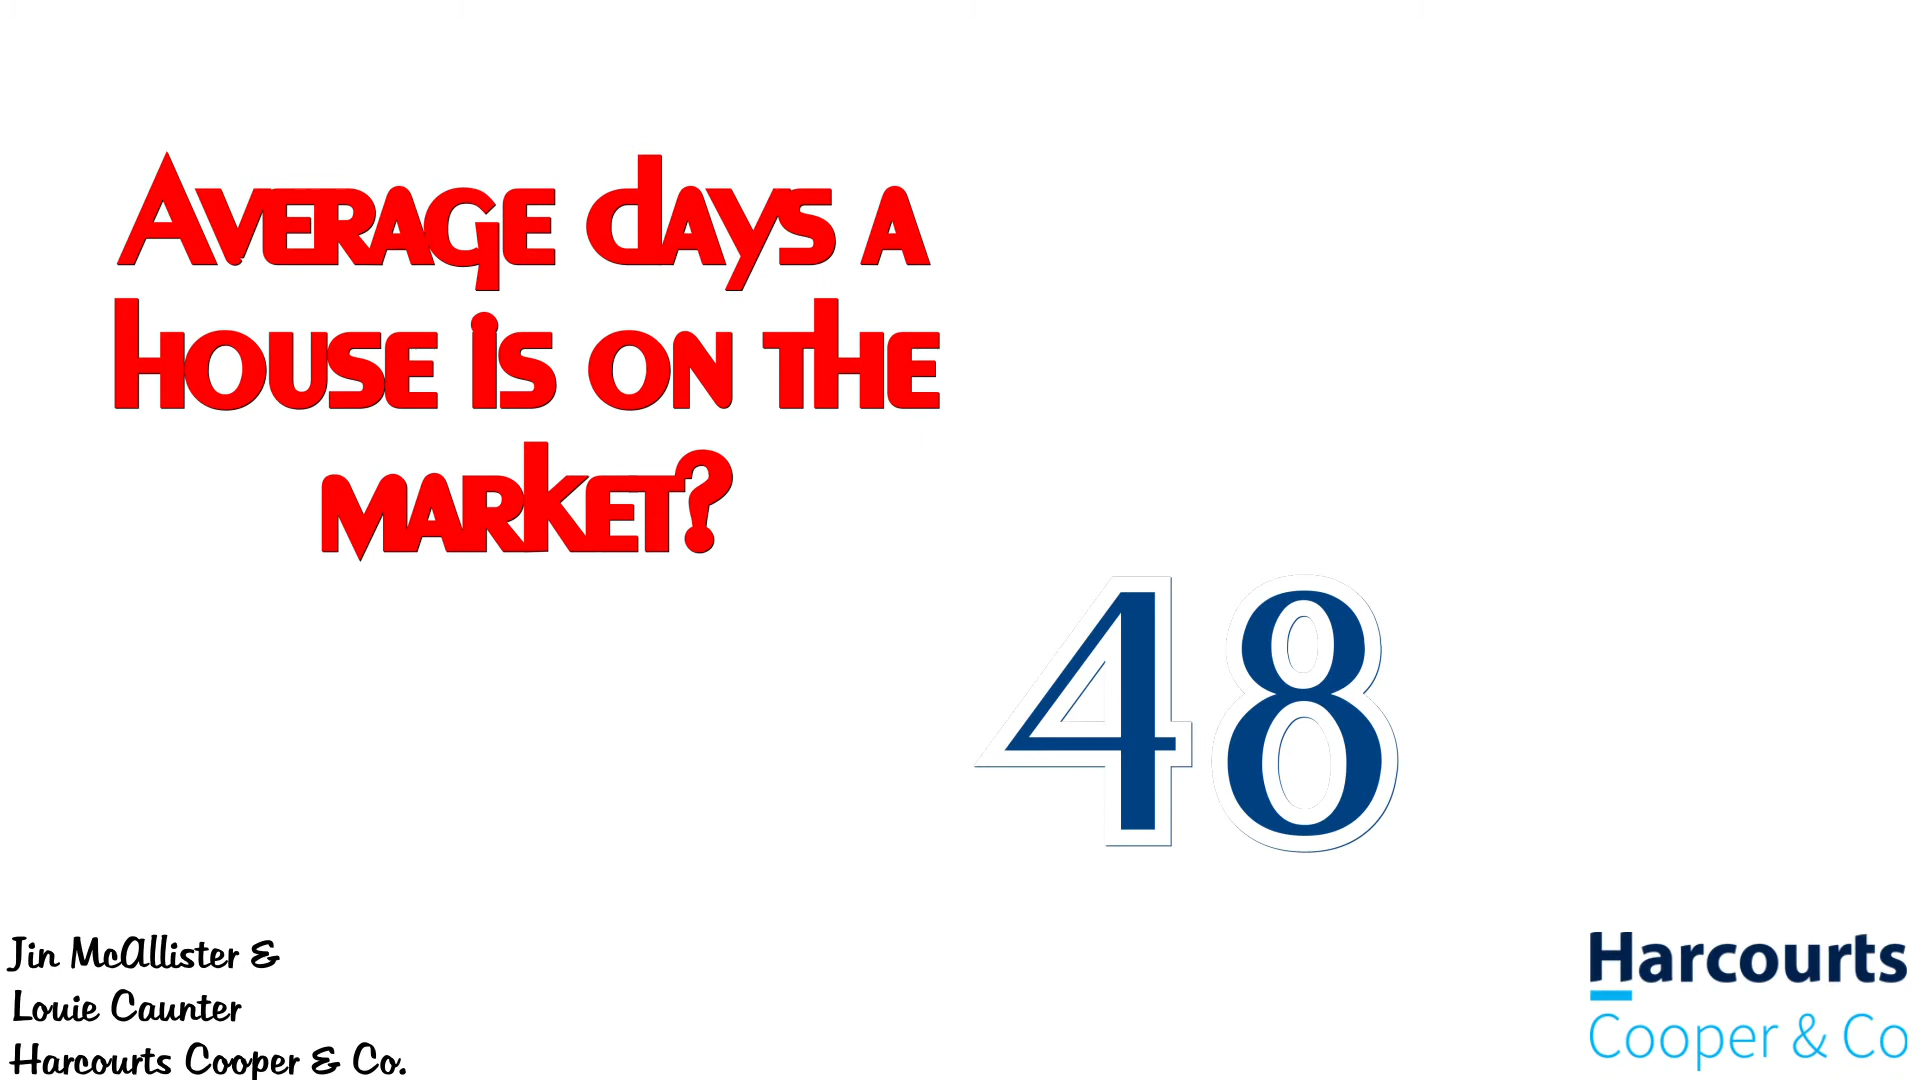 Average days a
house is on the
market?
48
Jin McAllister &
Louie Caunter
Harcourts Cooper & Co.
Harcourts
Cooper & Co